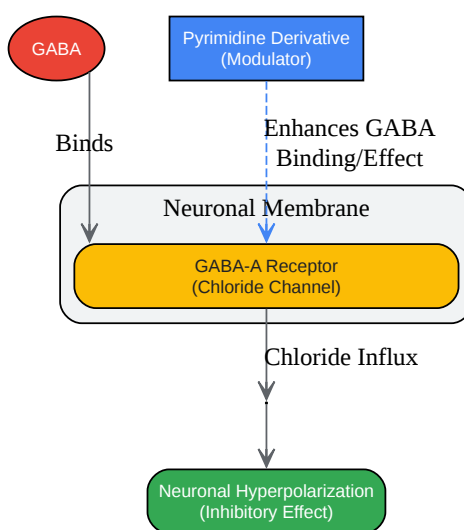 GABA
Pyrimidine Derivative
(Modulator)
Binds
Enhances GABA
Binding/Effect
Neuronal Membrane
GABA-A Receptor
(Chloride Channel)
Chloride Influx
Neuronal Hyperpolarization
(Inhibitory Effect)